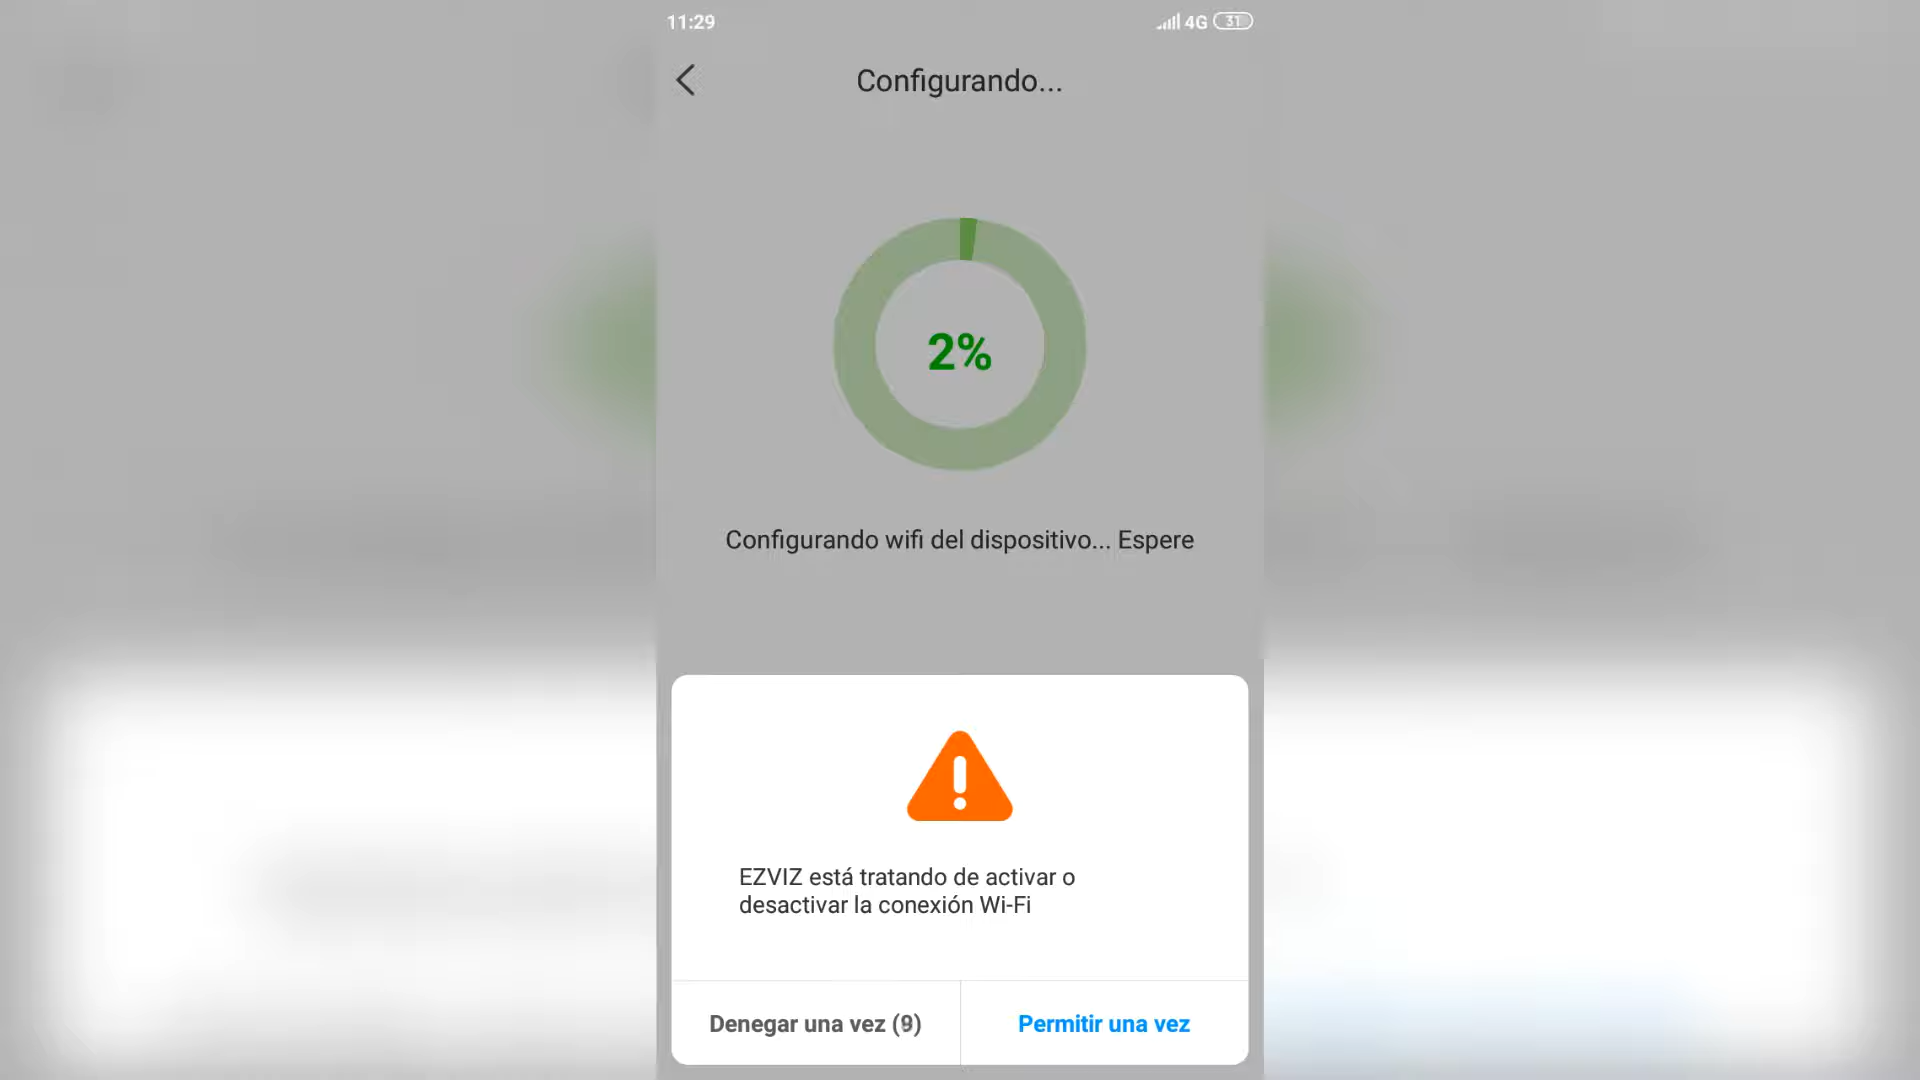 11:29
4G 31
Configurando...
2%
Configurando wifi del dispositivo... Espere
EZVIZ está tratando de activar o
desactivar la conexión Wi-Fi
Denegar una vez (9)
Permitir una vez